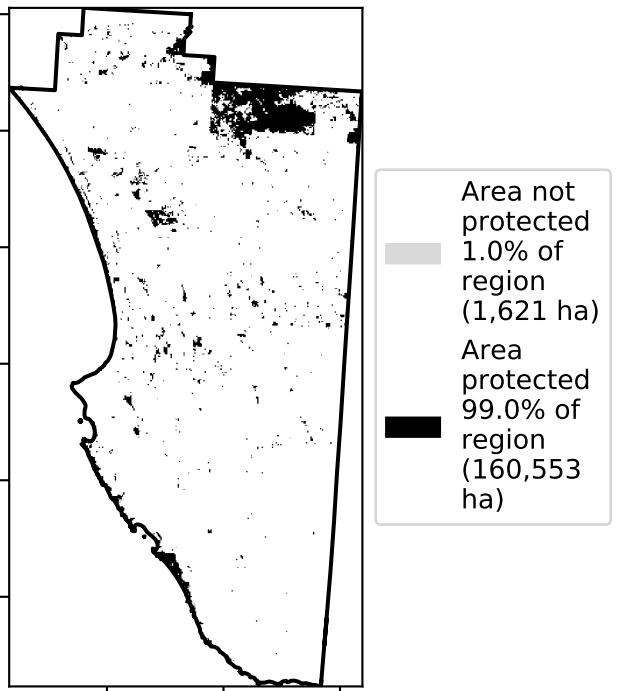 Area not
protected
1.0% of
region
(1,621 ha)
Area
protected
99.0% of
region
(160,553
ha)